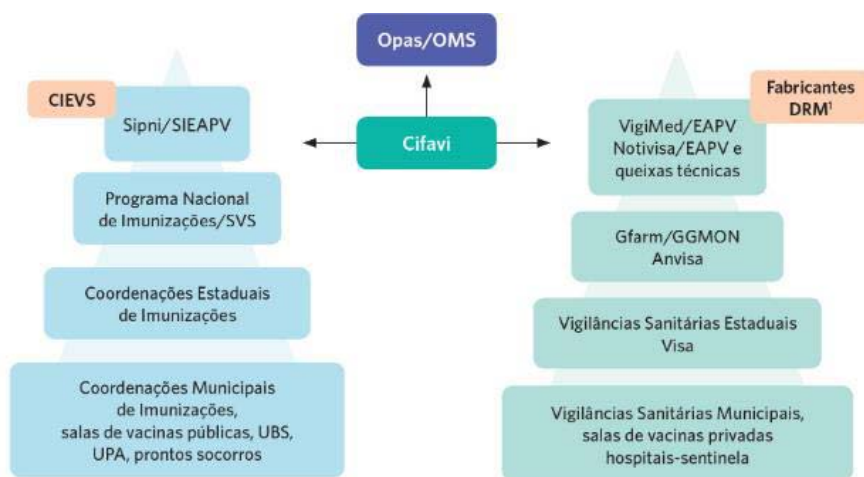 Opas/OMS
CIEVS
Sipni/SIEAPV
Cifavi
Fabricantes
DRM¹
VigiMed/EAPV
Notivisa/EAPV e
queixas técnicas
Programa Nacional
de Imunizações/SVS
Gfarm/GGMON
Anvisa
Coordenações Estaduais
de Imunizações
Vigilâncias Sanitárias Estaduais
Visa
Coordenações Municipais
de Imunizações,
salas de vacinas públicas, UBS,
UPA, prontos socorros
Vigilâncias Sanitárias Municipais,
salas de vacinas privadas
hospitais-sentinela